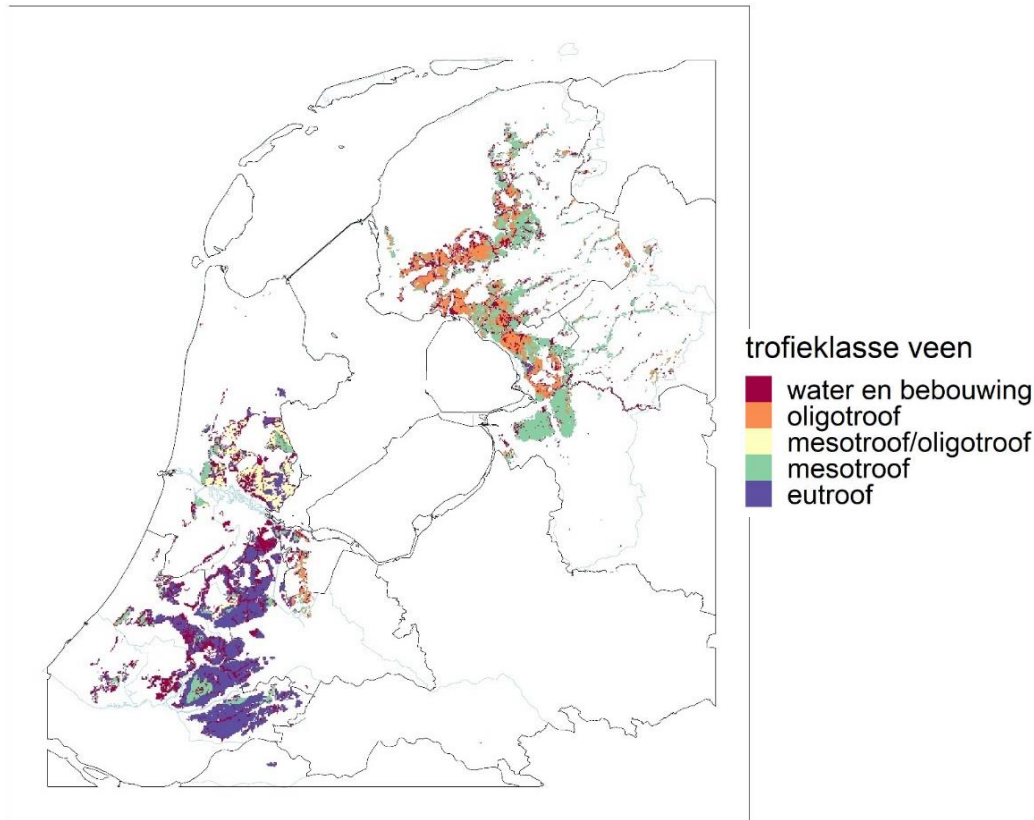 trofieklasse veen
water en bebouwing
oligotroof
mesotroof/oligotroof
mesotroof
eutroof